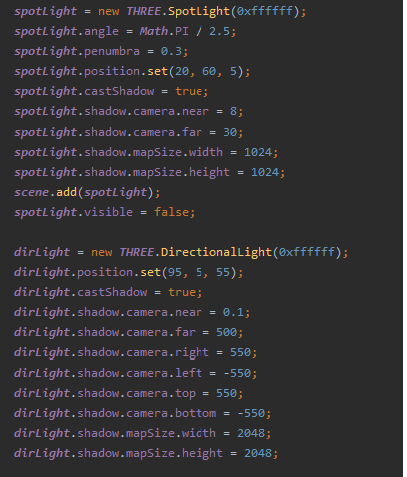 spotLight = new THREE.SpotLight(0xffffff);
spotLight.angle = Math.PI / 2.5;
spotLight.penumbra = 0.3;
spotLight.position.set(20, 60, 5);
spotLight.castShadow = true;
spotLight.shadow.camera.near = 8;
spotLight.shadow.camera.far = 30;
spotLight.shadow.mapSize.width = 1024;
spotLight.shadow.mapSize.height = 1024;
scene.add(spotLight);
spotLight.visible = false;
dirLight = new THREE.DirectionalLight(0xffffff);
dirLight.position.set(95, 5, 55);
dirLight.castShadow = true;
dirLight.shadow.camera.near = 0.1;
dirLight.shadow.camera.far = 500;
dirLight.shadow.camera.right = 550;
dirLight.shadow.camera.left = -550;
dirLight.shadow.camera.top = 550;
dirLight.shadow.camera.bottom = -550;
dirLight.shadow.mapSize.width = 2048;
dirLight.shadow.mapSize.height = 2048;